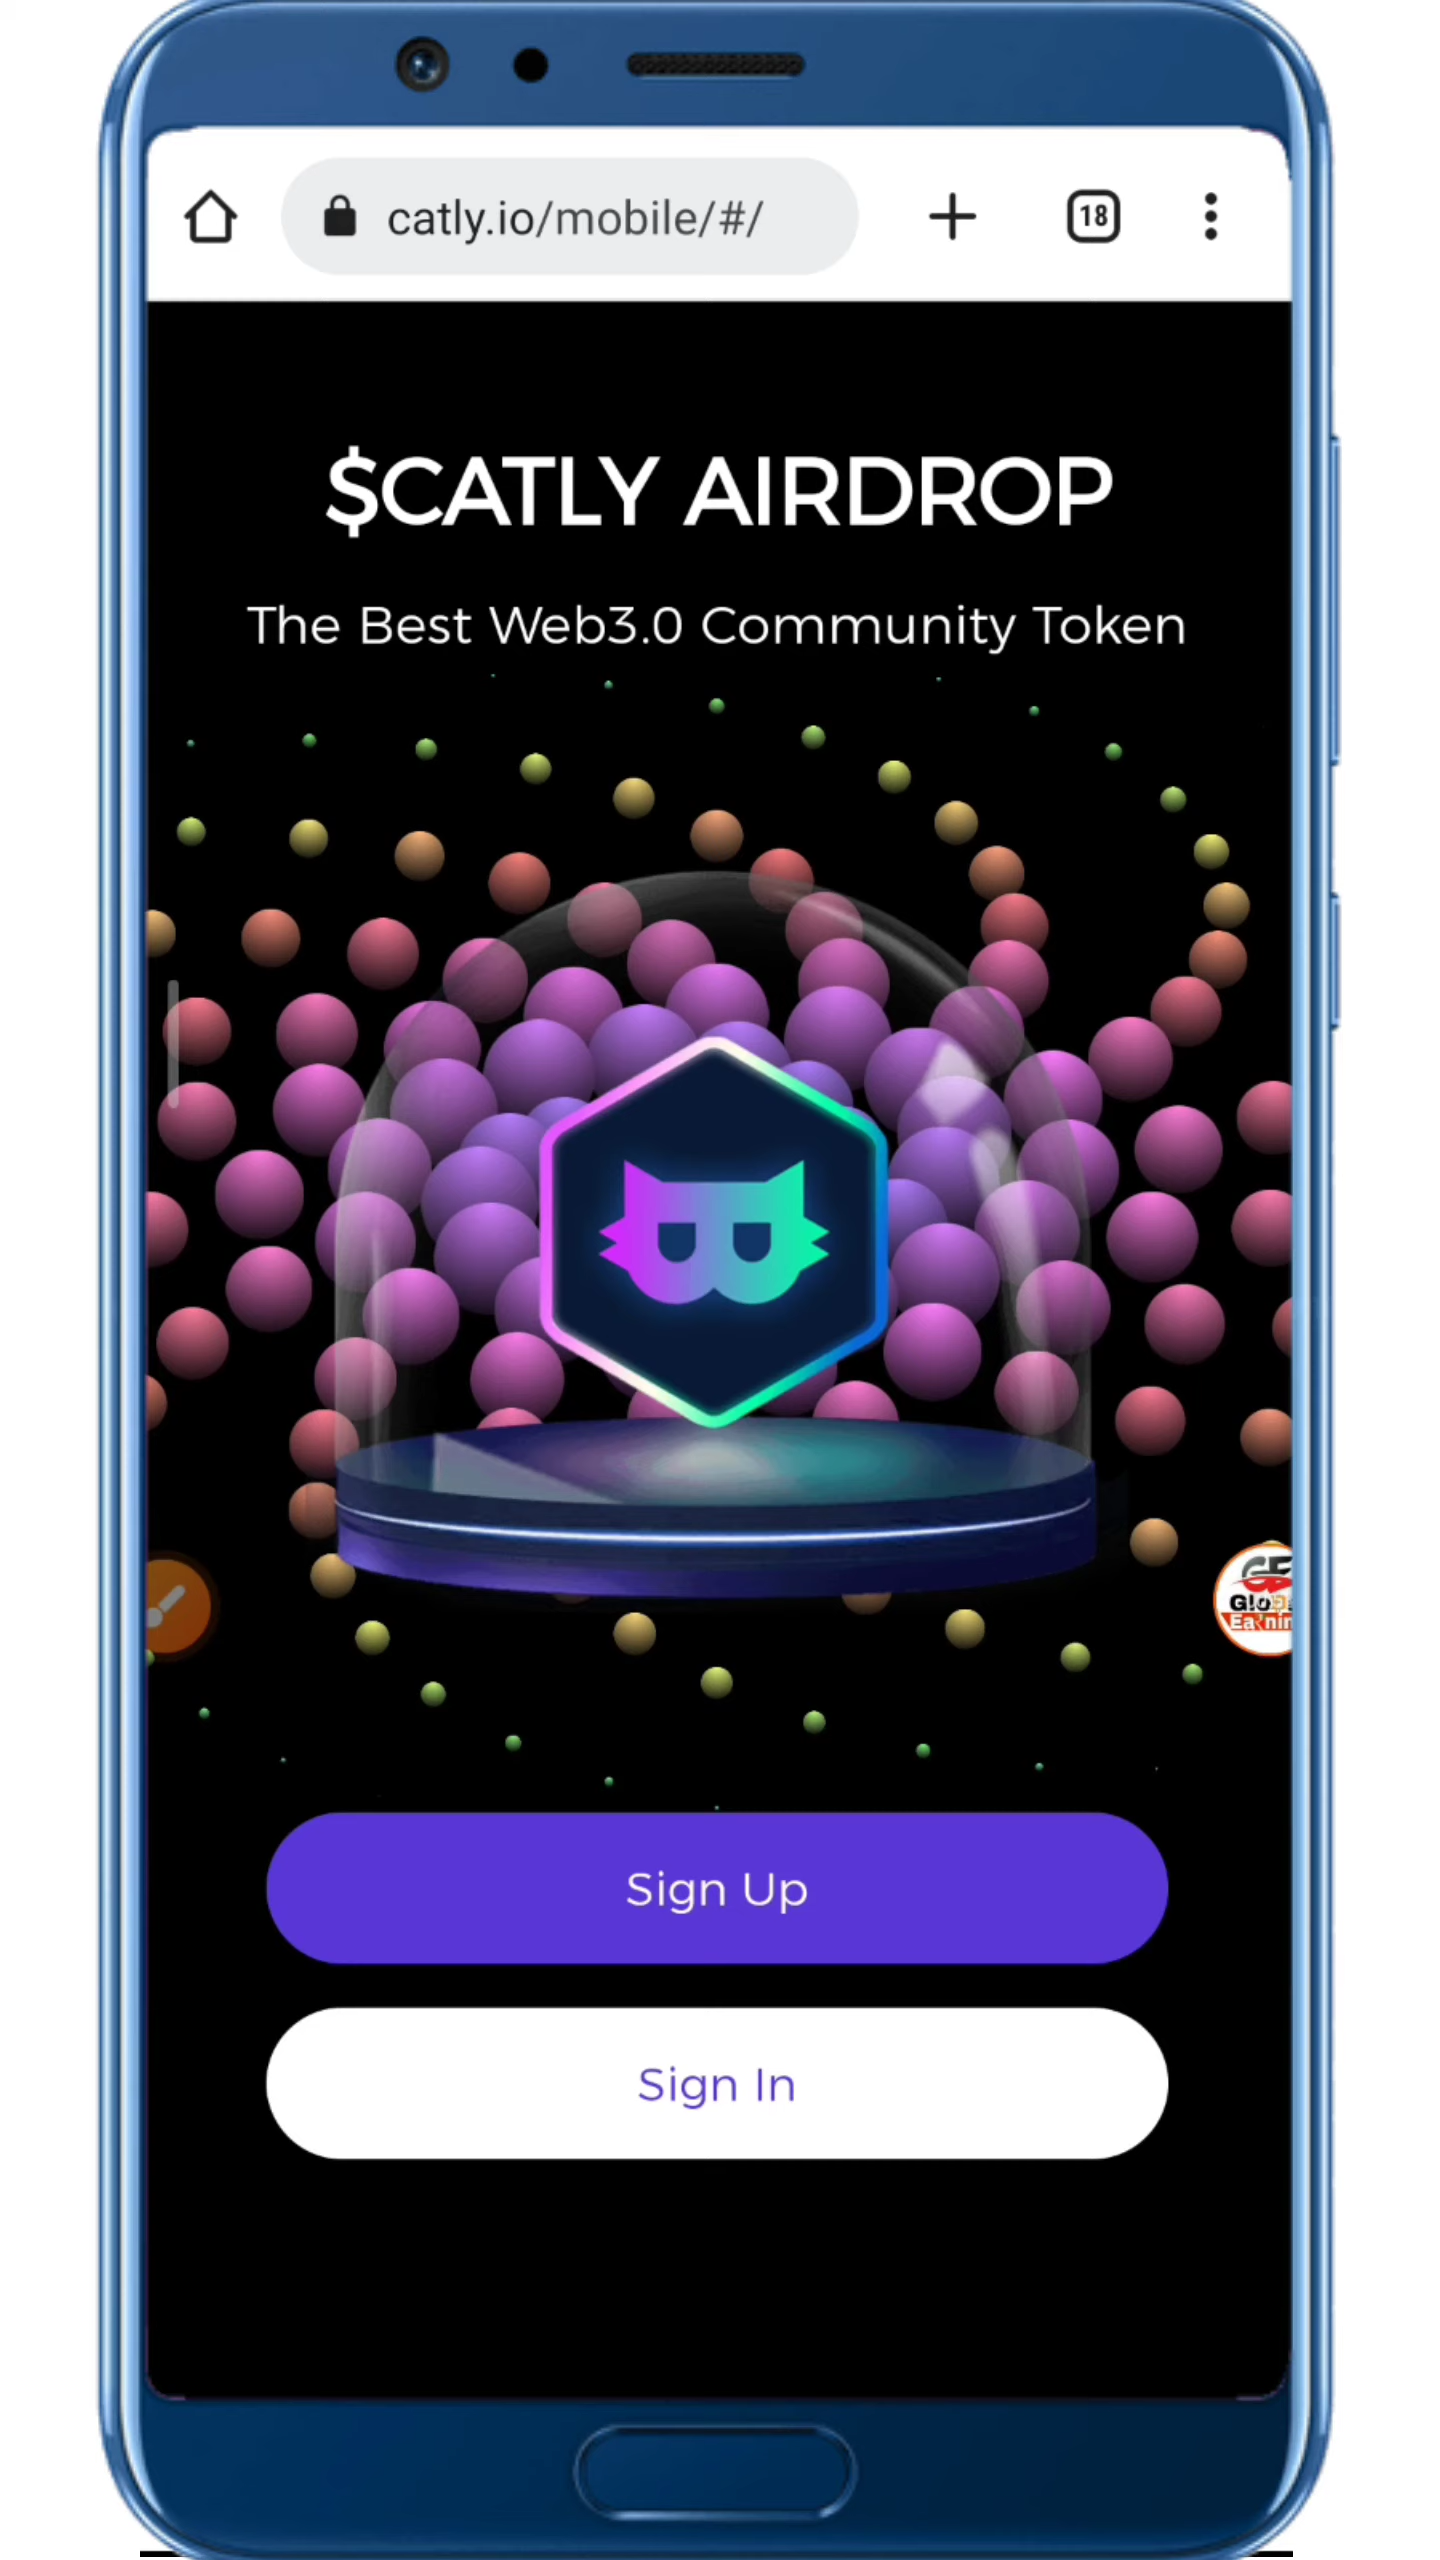 catly.io/mobile/#/
18
$CATLY AIRDROP
The Best Web3.0 Community Token
Sign Up
Sign In